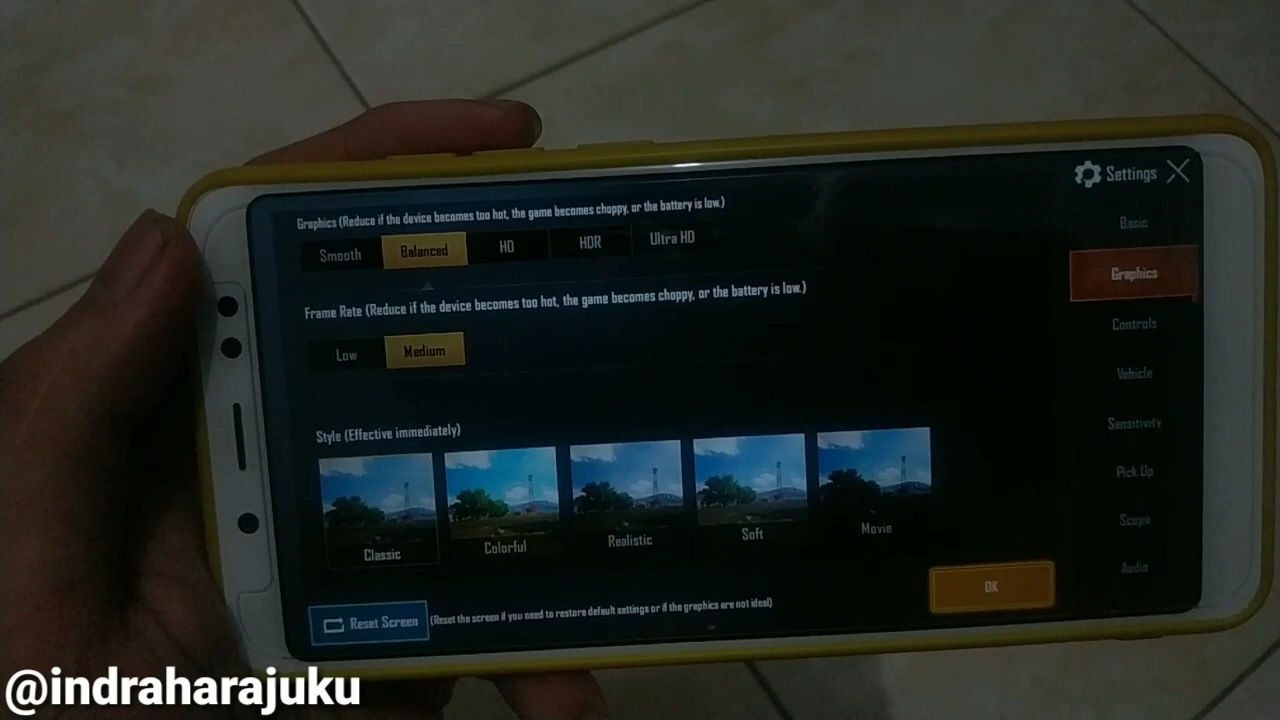 Settings
Graphics (Reduce if the device becomes too hot, the game becomes choppy, or the battery is low.)
Smooth Balanced HD HDR Ultra HD
Frame Rate (Reduce if the device becomes too hot, the game becomes choppy, or the battery is low.)
Low Medium
Style (Effective immediately)
Classic Colorful Realistic Soft Movie
Reset Screen (Reset the screen if you need to restore default settings or if the graphics are not ideal)
OK
Basic
Graphics
Controls
Vehicle
Sensitivity
Pick Up
Scope
Audio
@indraharajuku